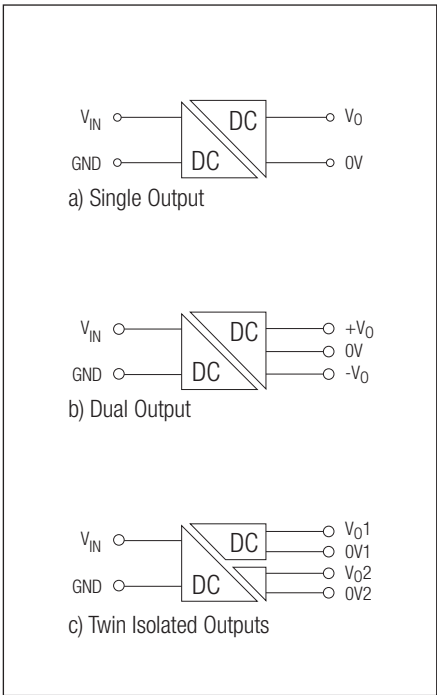 V_IN DC V_O
GND DC 0V
a) Single Output
V_IN DC +V_O
0V
GND DC -V_O
b) Dual Output
V_IN DC V_O1
0V1
GND DC V_O2
0V2
c) Twin Isolated Outputs